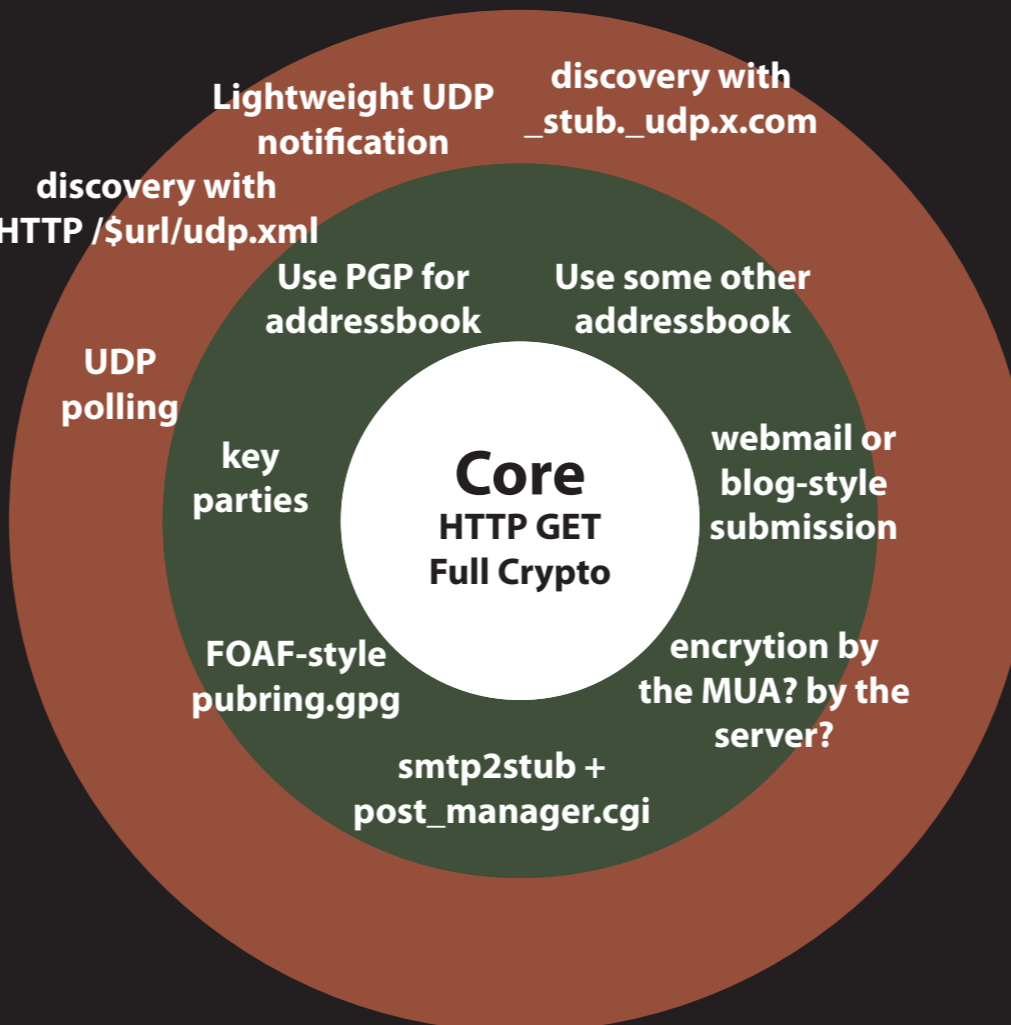 Lightweight UDP
notification
discovery with
_stub._udp.x.com
discovery with
HTTP /$url/udp.xml
Use PGP for
addressbook
Use some other
addressbook
UDP
polling
key
parties
Core
HTTP GET
Full Crypto
webmail or
blog-style
submission
FOAF-style
pubring.gpg
encrytion by
the MUA? by the
server?
smtp2stub +
post_manager.cgi